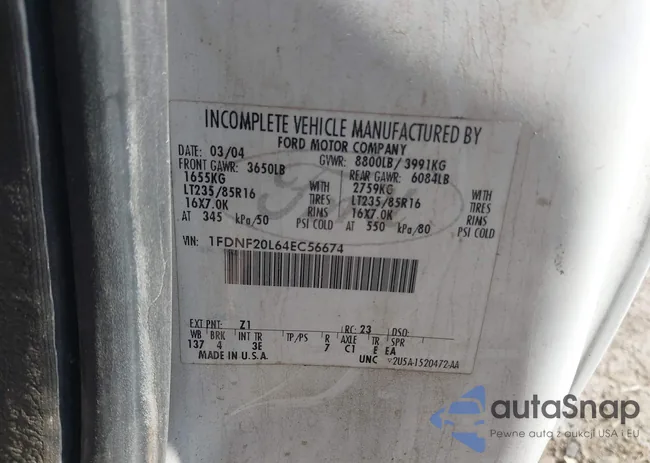 INCOMPLETE VEHICLE MANUFACTURED BY
FORD MOTOR COMPANY
DATE: 03/04 GVWR: 8800LB/ 3991KG
FRONT GAWR: 3650LB REAR GAWR: 6084LB
1655KG WITH 2759KG WITH
LT235/85R16 TIRES LT235/85R16 TIRES
16X7.0K RIMS 16X7.0K RIMS
AT 345 kPa/50 PSI COLD AT 550 kPa/80 PSI COLD
VIN: 1FDNF20L64EC56674
EXT PNT: Z1 RC: 23 DSO:
WB BRK INT TR TP/PS R AXLE TR SPR
137 4 3E 7 C1 E EA
MADE IN U.S.A. UNC 2U5A-1520472-AA
autoSnap
Pewne auta z aukcji USA i EU